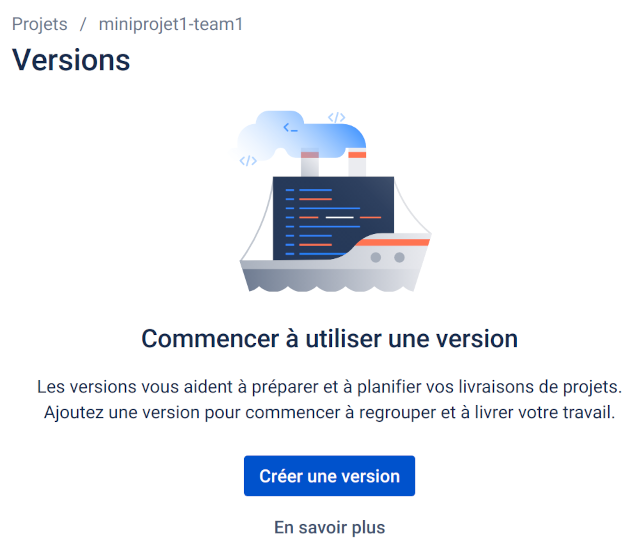 Projets / miniprojet1-team1
Versions
</>
<_
</>
Commencer à utiliser une version
Les versions vous aident à préparer et à planifier vos livraisons de projets.
Ajoutez une version pour commencer à regrouper et à livrer votre travail.
Créer une version
En savoir plus